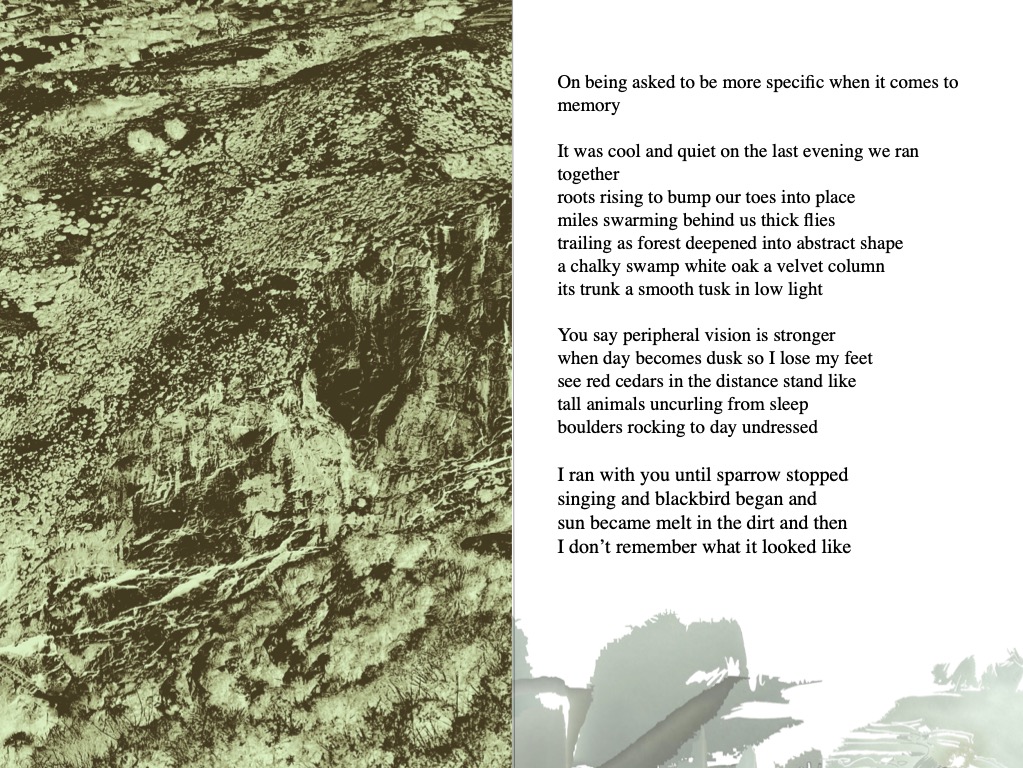 On being asked to be more specific when it comes to
memory
It was cool and quiet on the last evening we ran
together
roots rising to bump our toes into place
miles swarming behind us thick flies
trailing as forest deepened into abstract shape
a chalky swamp white oak a velvet column
its trunk a smooth tusk in low light
You say peripheral vision is stronger
when day becomes dusk so I lose my feet
see red cedars in the distance stand like
tall animals uncurling from sleep
boulders rocking to day undressed
I ran with you until sparrow stopped
singing and blackbird began and
sun became melt in the dirt and then
I don’t remember what it looked like